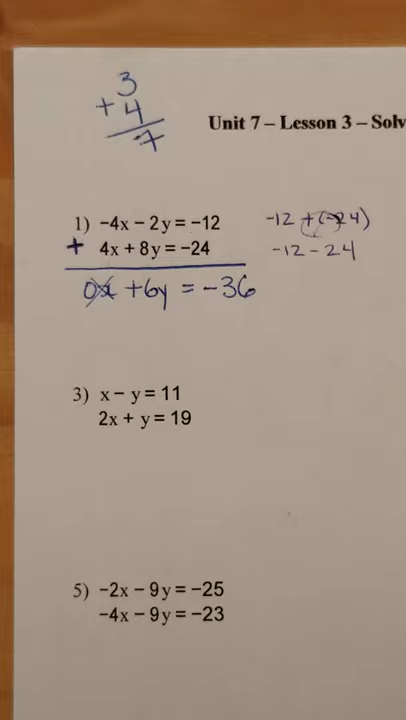 3
+ 4
7
Unit 7 – Lesson 3 – Solv
1) -4x - 2y = -12 -12 + (-24)
+ 4x + 8y = -24 -12 - 24
0x + 6y = -36
3) x - y = 11
2x + y = 19
5) -2x - 9y = -25
-4x - 9y = -23